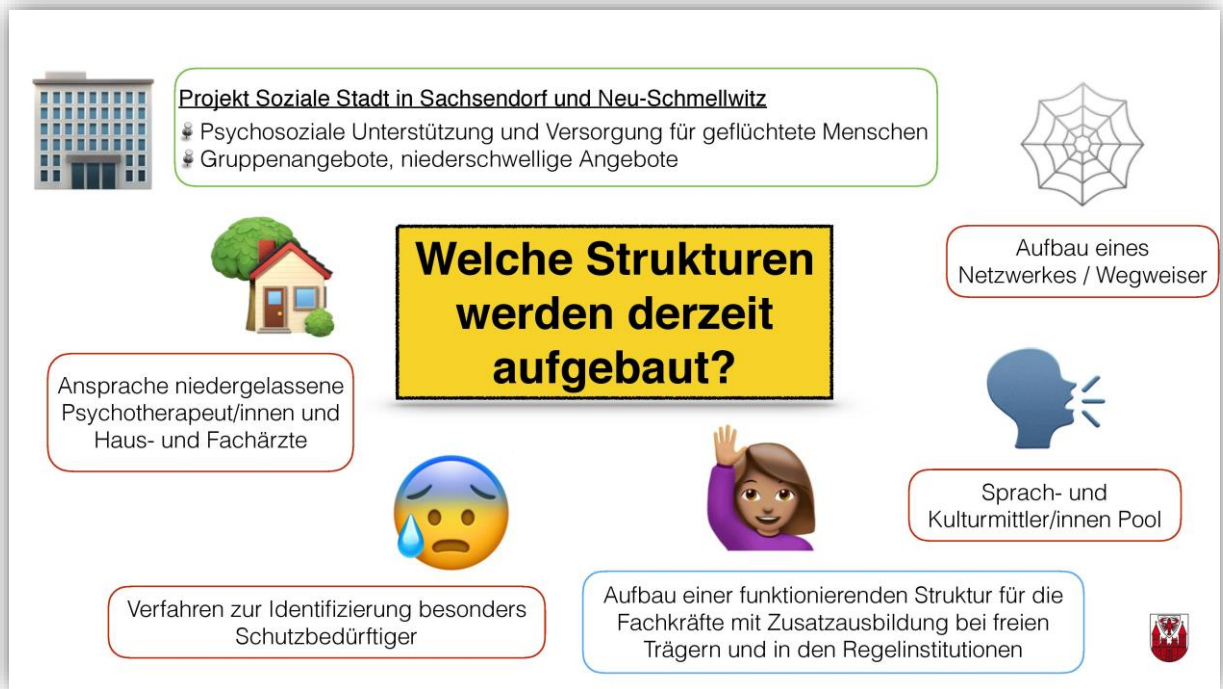 Projekt Soziale Stadt in Sachsendorf und Neu-Schmellwitz
Psychosoziale Unterstützung und Versorgung für geflüchtete Menschen
Gruppenangebote, niederschwellige Angebote
Welche Strukturen
werden derzeit
aufgebaut?
Aufbau eines
Netzwerkes / Wegweiser
Ansprache niedergelassene
Psychotherapeut/innen und
Haus- und Fachärzte
Sprach- und
Kulturmittler/innen Pool
Verfahren zur Identifizierung besonders
Schutzbedürftiger
Aufbau einer funktionierenden Struktur für die
Fachkräfte mit Zusatzausbildung bei freien
Trägern und in den Regelinstitutionen